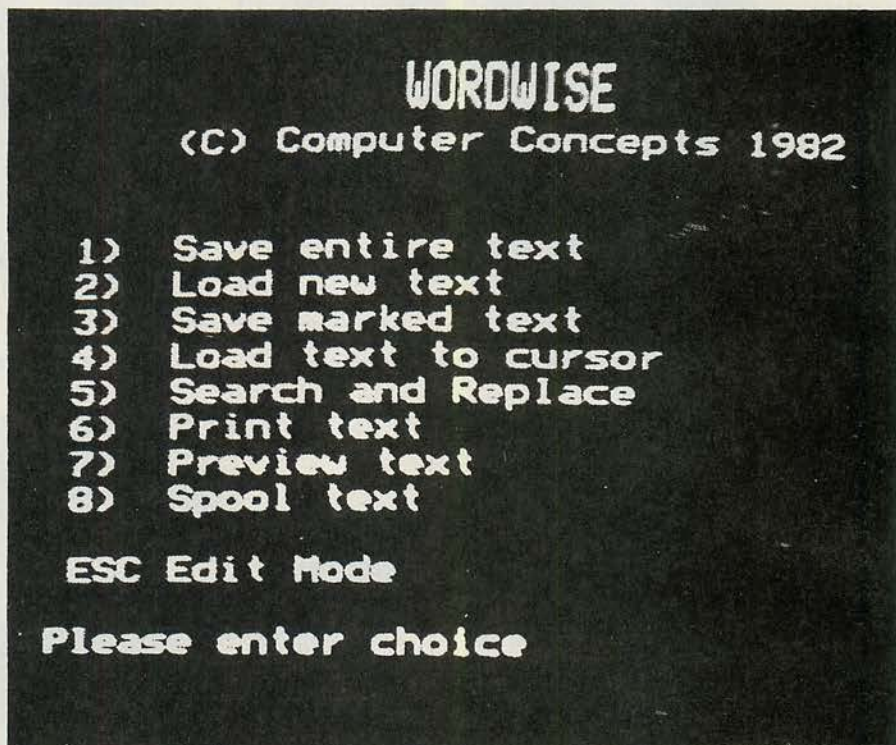 WORDWISE
(C) Computer Concepts 1982
1) Save entire text
2) Load new text
3) Save marked text
4) Load text to cursor
5) Search and Replace
6) Print text
7) Preview text
8) Spool text
ESC Edit Mode
Please enter choice